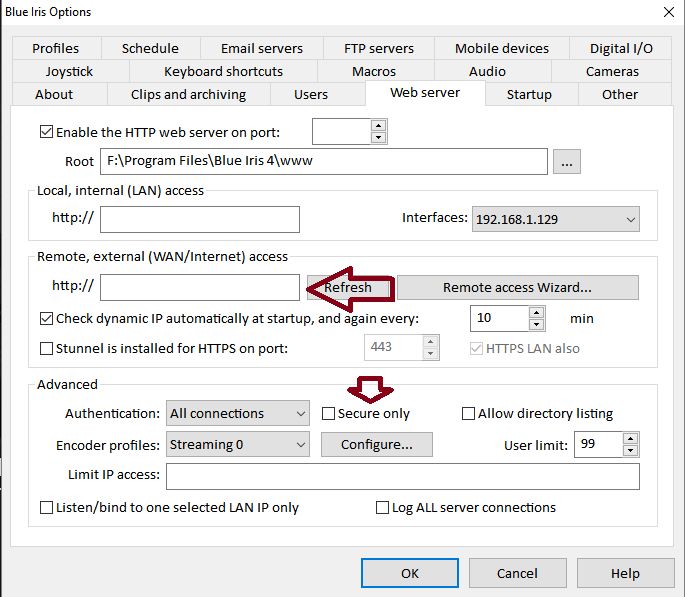 Blue Iris Options
Profiles Schedule Email servers FTP servers Mobile devices Digital I/O
Joystick Keyboard shortcuts Macros Audio Cameras
About Clips and archiving Users Web server Startup Other
Enable the HTTP web server on port:
Root F:\Program Files\Blue Iris 4\www ...
Local, internal (LAN) access
http:// Interfaces: 192.168.1.129
Remote, external (WAN/Internet) access
http:// Refresh Remote access Wizard...
Check dynamic IP automatically at startup, and again every: 10 min
Stunnel is installed for HTTPS on port: 443 HTTPS LAN also
Advanced
Authentication: All connections Secure only Allow directory listing
Encoder profiles: Streaming 0 Configure... User limit: 99
Limit IP access:
Listen/bind to one selected LAN IP only Log ALL server connections
OK Cancel Help